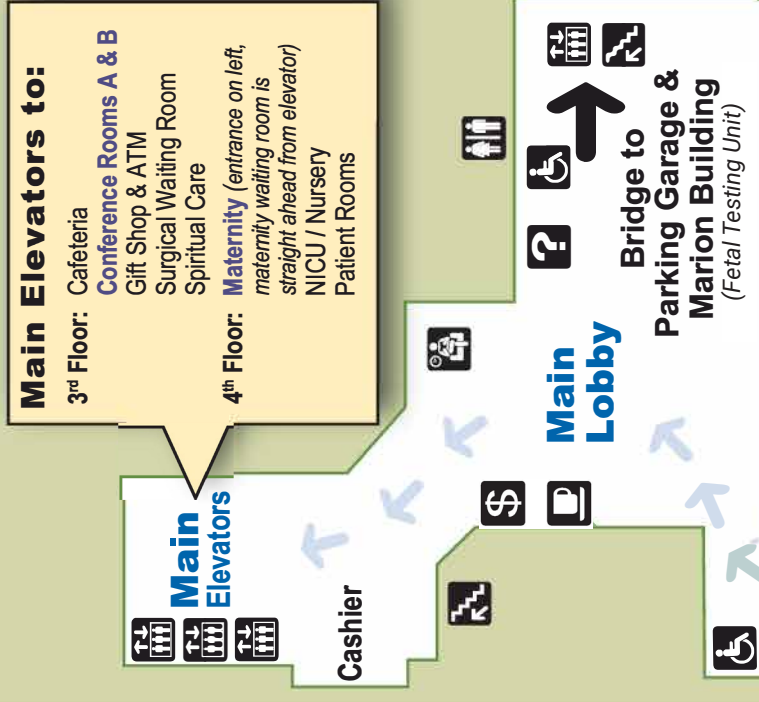 Main Elevators to:
3rd Floor: Cafeteria
Conference Rooms A & B
Gift Shop & ATM
Surgical Waiting Room
Spiritual Care
4th Floor: Maternity (entrance on left,
maternity waiting room is
straight ahead from elevator)
NICU / Nursery
Patient Rooms
Main
Elevators
Cashier
$
?
Main
Lobby
Bridge to
Parking Garage &
Marion Building
(Fetal Testing Unit)